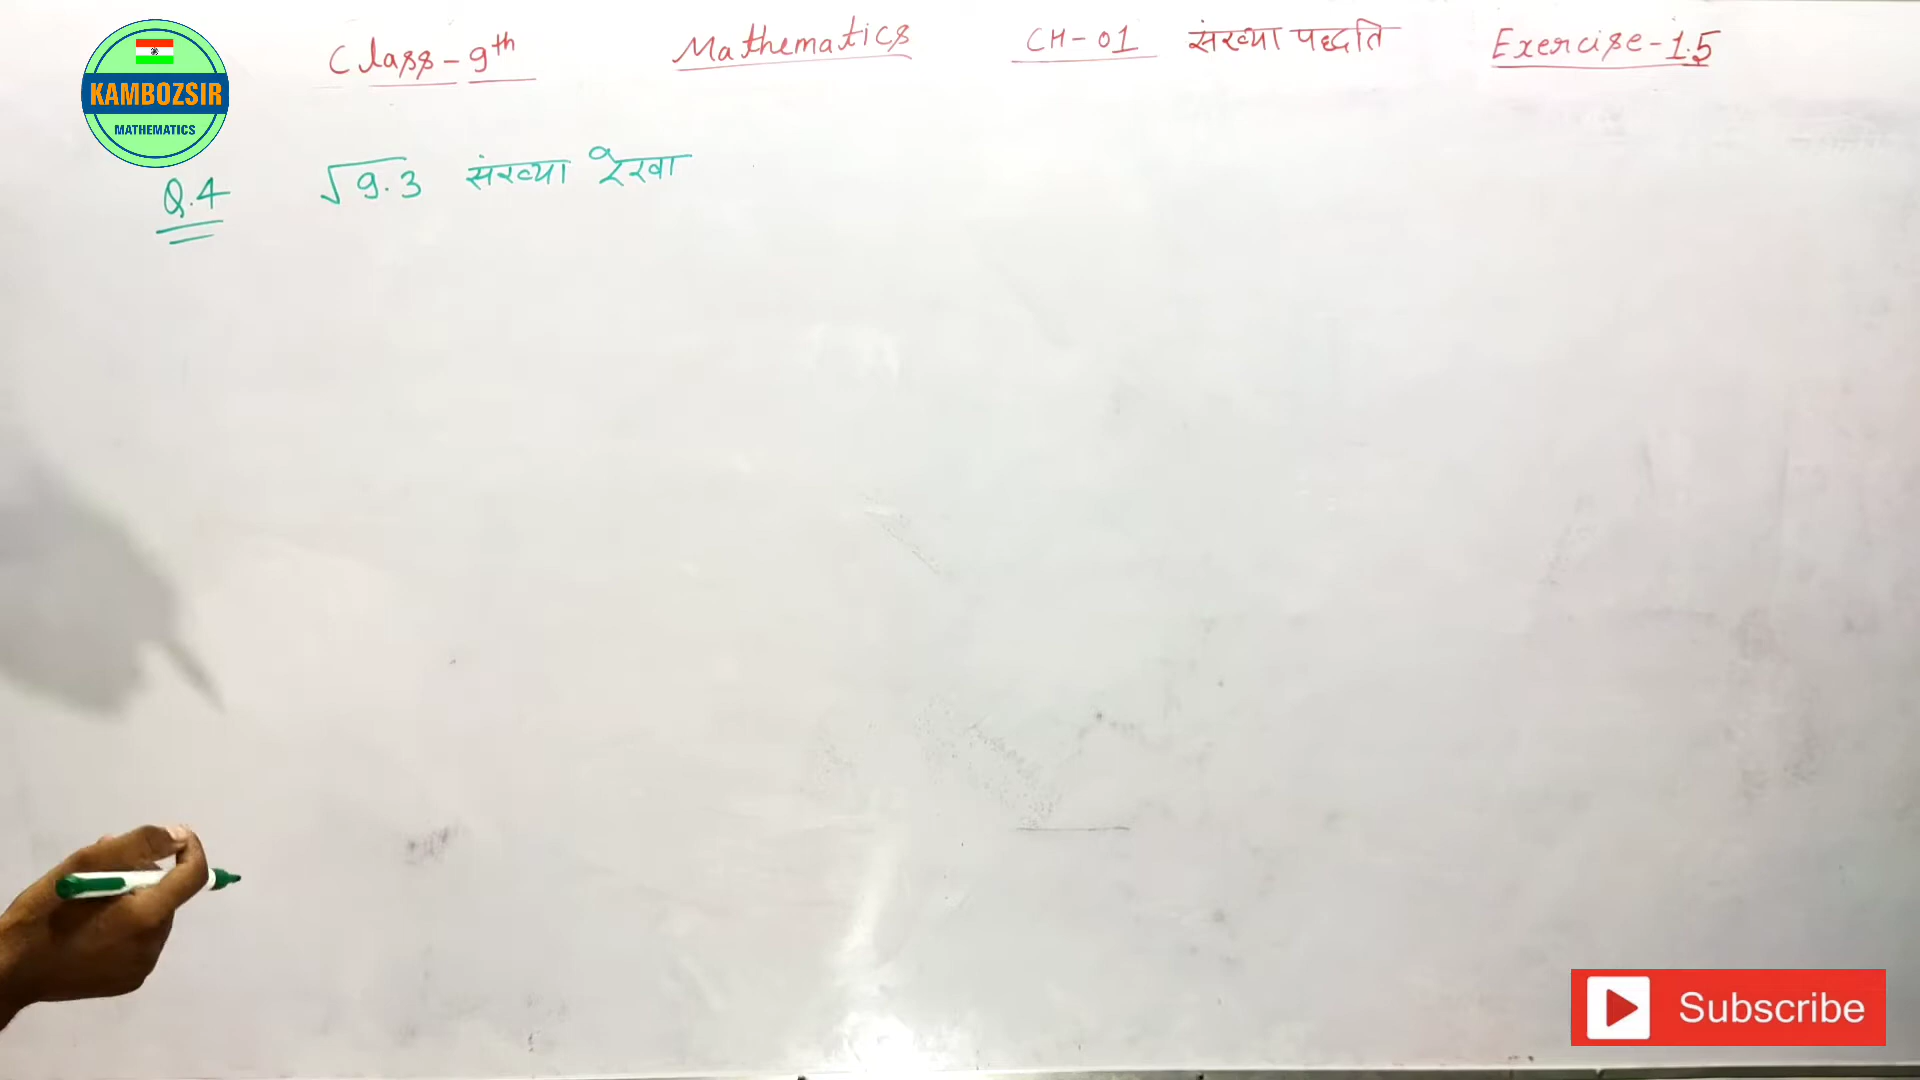 KAMBOZSIR
MATHEMATICS
Class-9th Mathematics CH-01 संख्या पद्धति Exercise-1.5
Q.4 √9.3 संख्या रेखा
Subscribe